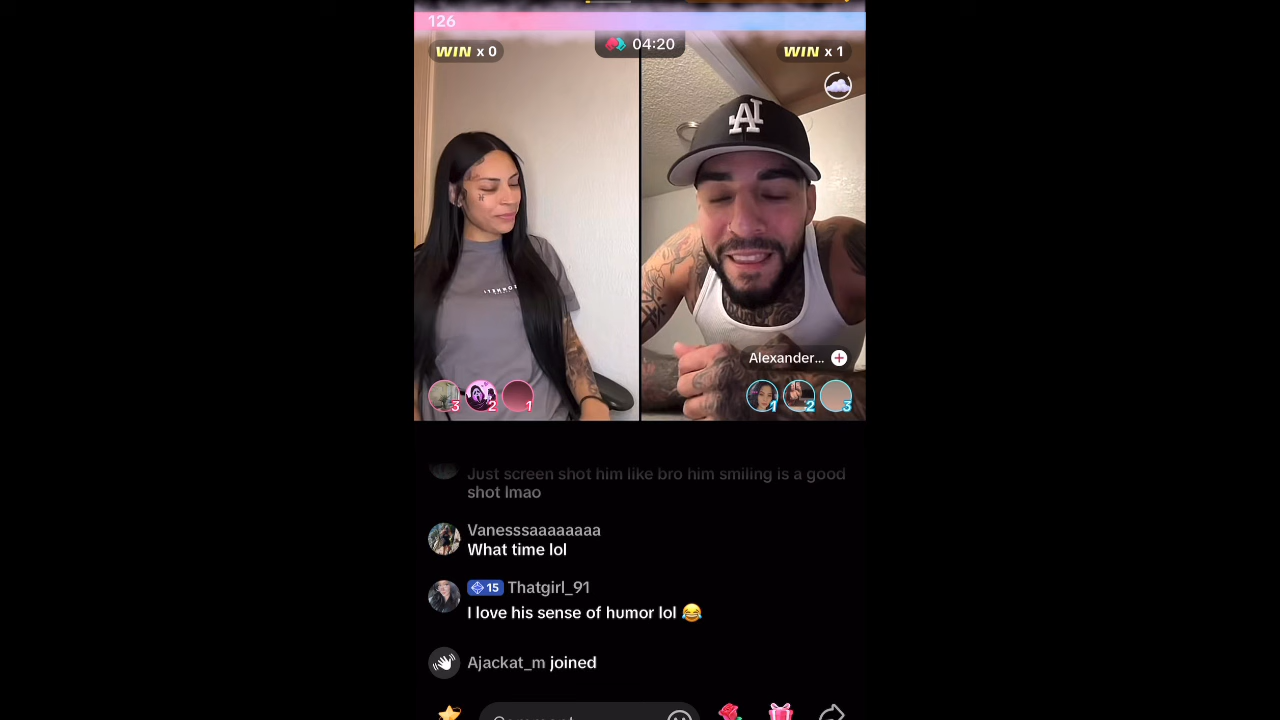 126
WIN x 0
04:20
WIN x 1
Alexander...
3
2
1
1
2
3
Just screen shot him like bro him smiling is a good
shot lmao
Vanesssaaaaaaaa
What time lol
15 Thatgirl_91
I love his sense of humor lol 😂
Ajackat_m joined